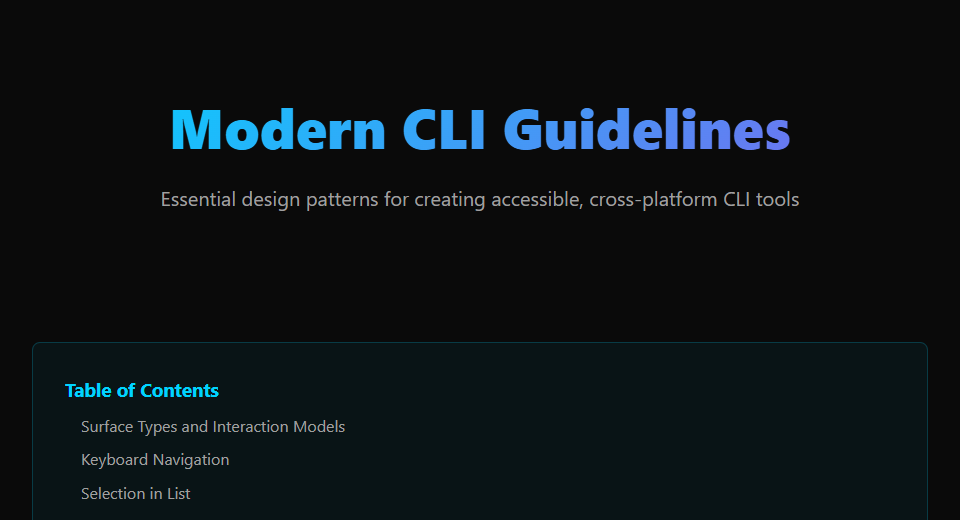 Modern CLI Guidelines
Essential design patterns for creating accessible, cross-platform CLI tools
Table of Contents
Surface Types and Interaction Models
Keyboard Navigation
Selection in List